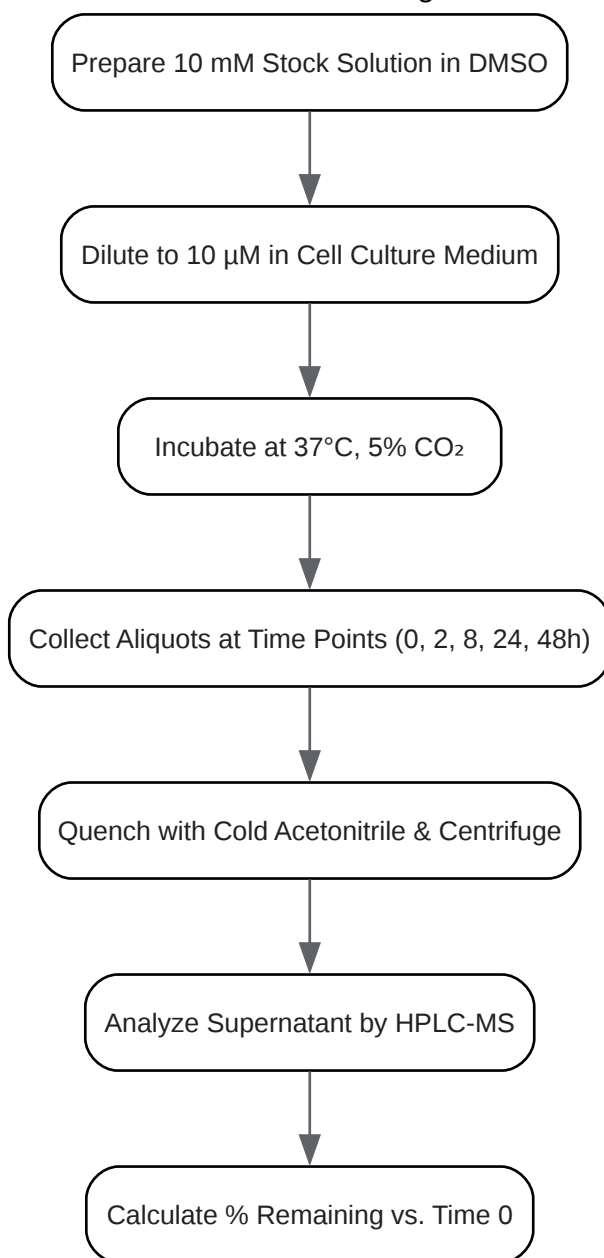 Prepare 10 mM Stock Solution in DMSO
Dilute to 10 µM in Cell Culture Medium
Incubate at 37°C, 5% CO₂
Collect Aliquots at Time Points (0, 2, 8, 24, 48h)
Quench with Cold Acetonitrile & Centrifuge
Analyze Supernatant by HPLC-MS
Calculate % Remaining vs. Time 0